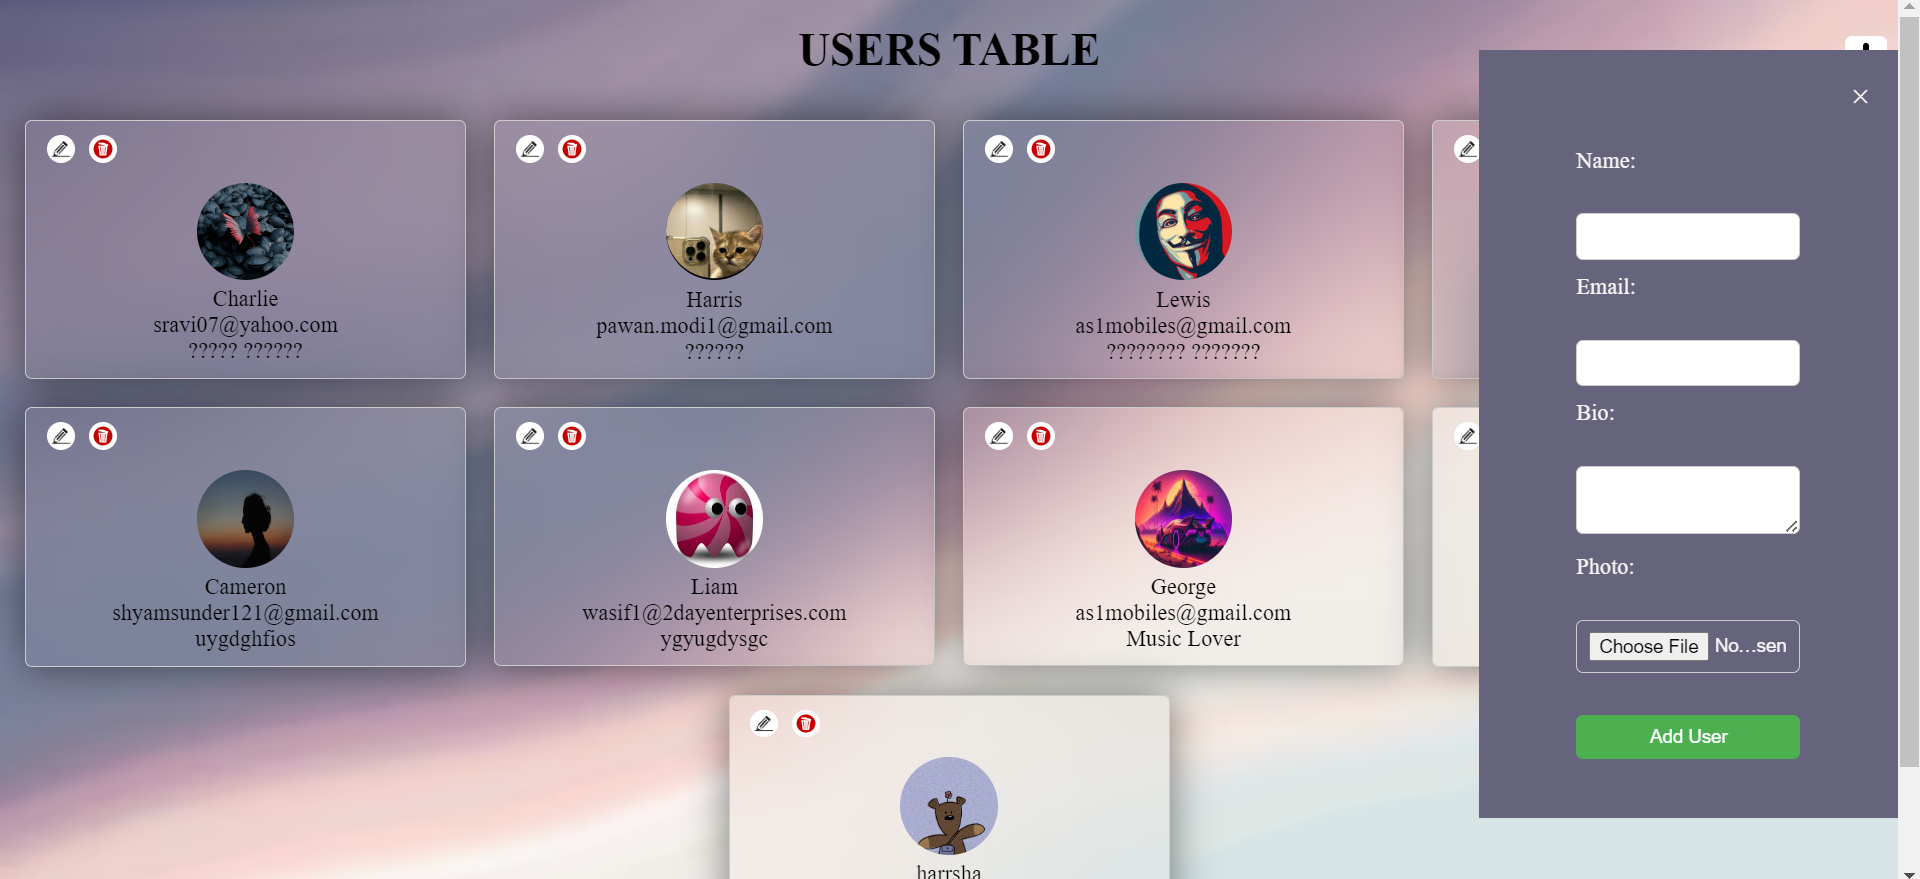 USERS TABLE
Charlie
sravi07@yahoo.com
????? ??????
Harris
pawan.modi1@gmail.com
??????
Lewis
as1mobiles@gmail.com
???????? ???????
Cameron
shyamsunder121@gmail.com
uygdghfios
Liam
wasif1@2dayenterprises.com
ygyugdysgc
George
as1mobiles@gmail.com
Music Lover
harrsha
Name:
Email:
Bio:
Photo:
Choose File No...sen
Add User